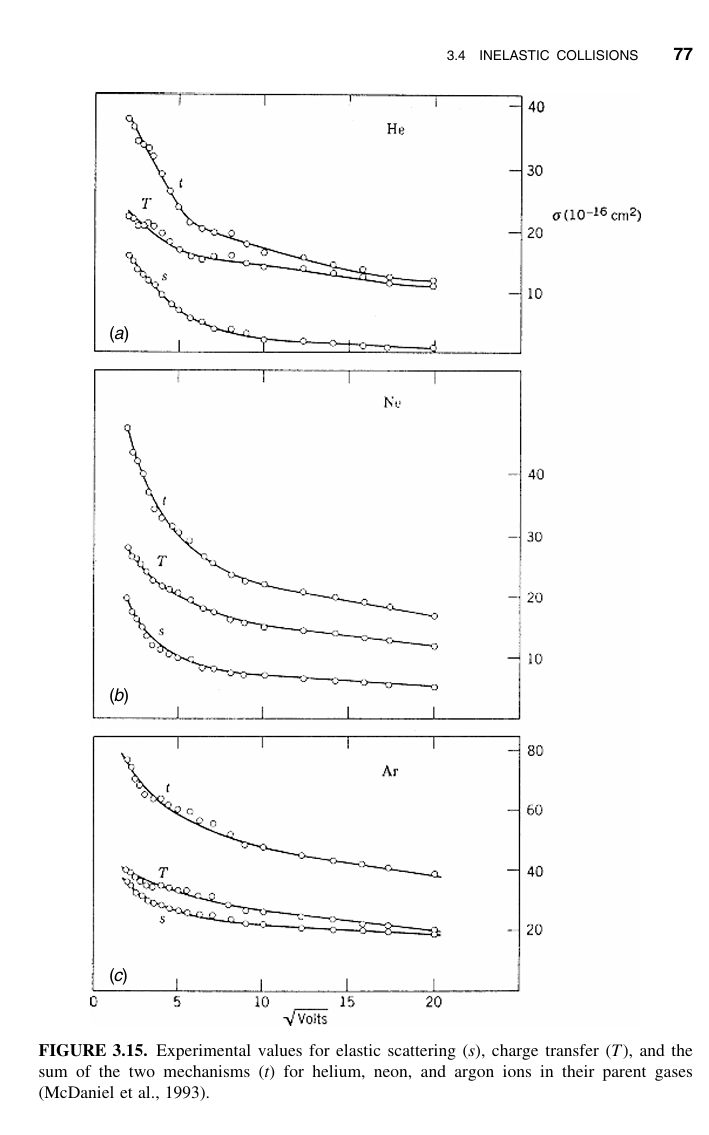 3.4 INELASTIC COLLISIONS 77
He
40
30
σ (10⁻¹⁶ cm²)
20
10
t
T
s
(a)
Ne
40
30
20
10
t
T
s
(b)
Ar
80
60
40
20
t
T
s
(c)
0 5 10 15 20
√Volts
FIGURE 3.15. Experimental values for elastic scattering (s), charge transfer (T), and the
sum of the two mechanisms (t) for helium, neon, and argon ions in their parent gases
(McDaniel et al., 1993).